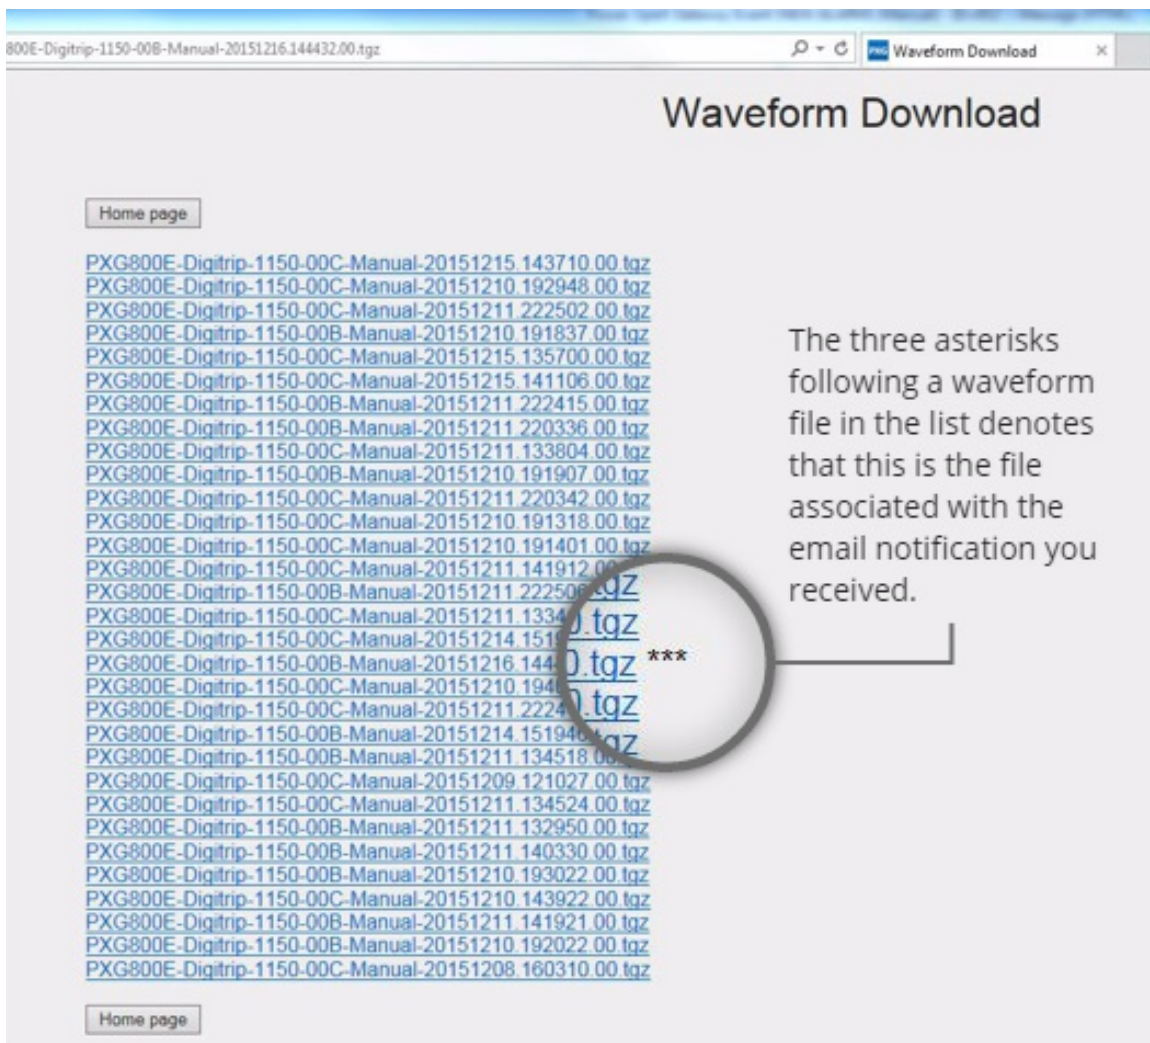 800E-Digitrip-1150-00B-Manual-20151216.144432.00.tgz
PXG Waveform Download
Waveform Download
Home page
PXG800E-Digitrip-1150-00C-Manual-20151215.143710.00.tgz
PXG800E-Digitrip-1150-00C-Manual-20151210.192948.00.tgz
PXG800E-Digitrip-1150-00C-Manual-20151211.222502.00.tgz
PXG800E-Digitrip-1150-00B-Manual-20151210.191837.00.tgz
PXG800E-Digitrip-1150-00C-Manual-20151215.135700.00.tgz
PXG800E-Digitrip-1150-00C-Manual-20151215.141106.00.tgz
PXG800E-Digitrip-1150-00B-Manual-20151211.222415.00.tgz
PXG800E-Digitrip-1150-00B-Manual-20151211.220336.00.tgz
PXG800E-Digitrip-1150-00C-Manual-20151211.133804.00.tgz
PXG800E-Digitrip-1150-00B-Manual-20151210.191907.00.tgz
PXG800E-Digitrip-1150-00C-Manual-20151211.220342.00.tgz
PXG800E-Digitrip-1150-00C-Manual-20151210.191318.00.tgz
PXG800E-Digitrip-1150-00C-Manual-20151210.191401.00.tgz
PXG800E-Digitrip-1150-00C-Manual-20151211.141912.00
PXG800E-Digitrip-1150-00B-Manual-20151211.22250 .tgz
PXG800E-Digitrip-1150-00C-Manual-20151211.1334 0.tgz
PXG800E-Digitrip-1150-00C-Manual-20151214.151
PXG800E-Digitrip-1150-00B-Manual-20151216.144 0.tgz ***
PXG800E-Digitrip-1150-00C-Manual-20151210.194
PXG800E-Digitrip-1150-00C-Manual-20151211.2224 0.tgz
PXG800E-Digitrip-1150-00B-Manual-20151214.15194 .tgz
PXG800E-Digitrip-1150-00B-Manual-20151211.134518.00
PXG800E-Digitrip-1150-00C-Manual-20151209.121027.00.tgz
PXG800E-Digitrip-1150-00C-Manual-20151211.134524.00.tgz
PXG800E-Digitrip-1150-00B-Manual-20151211.132950.00.tgz
PXG800E-Digitrip-1150-00B-Manual-20151211.140330.00.tgz
PXG800E-Digitrip-1150-00B-Manual-20151210.193022.00.tgz
PXG800E-Digitrip-1150-00C-Manual-20151210.143922.00.tgz
PXG800E-Digitrip-1150-00B-Manual-20151211.141921.00.tgz
PXG800E-Digitrip-1150-00B-Manual-20151210.192022.00.tgz
PXG800E-Digitrip-1150-00C-Manual-20151208.160310.00.tgz
Home page
The three asterisks
following a waveform
file in the list denotes
that this is the file
associated with the
email notification you
received.